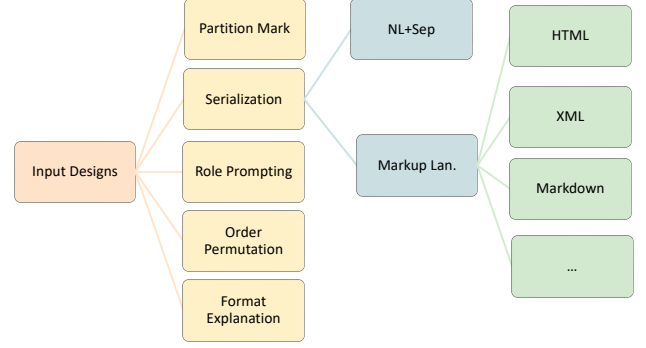 Input Designs
Partition Mark
Serialization
Role Prompting
Order
Permutation
Format
Explanation
NL+Sep
Markup Lan.
HTML
XML
Markdown
...